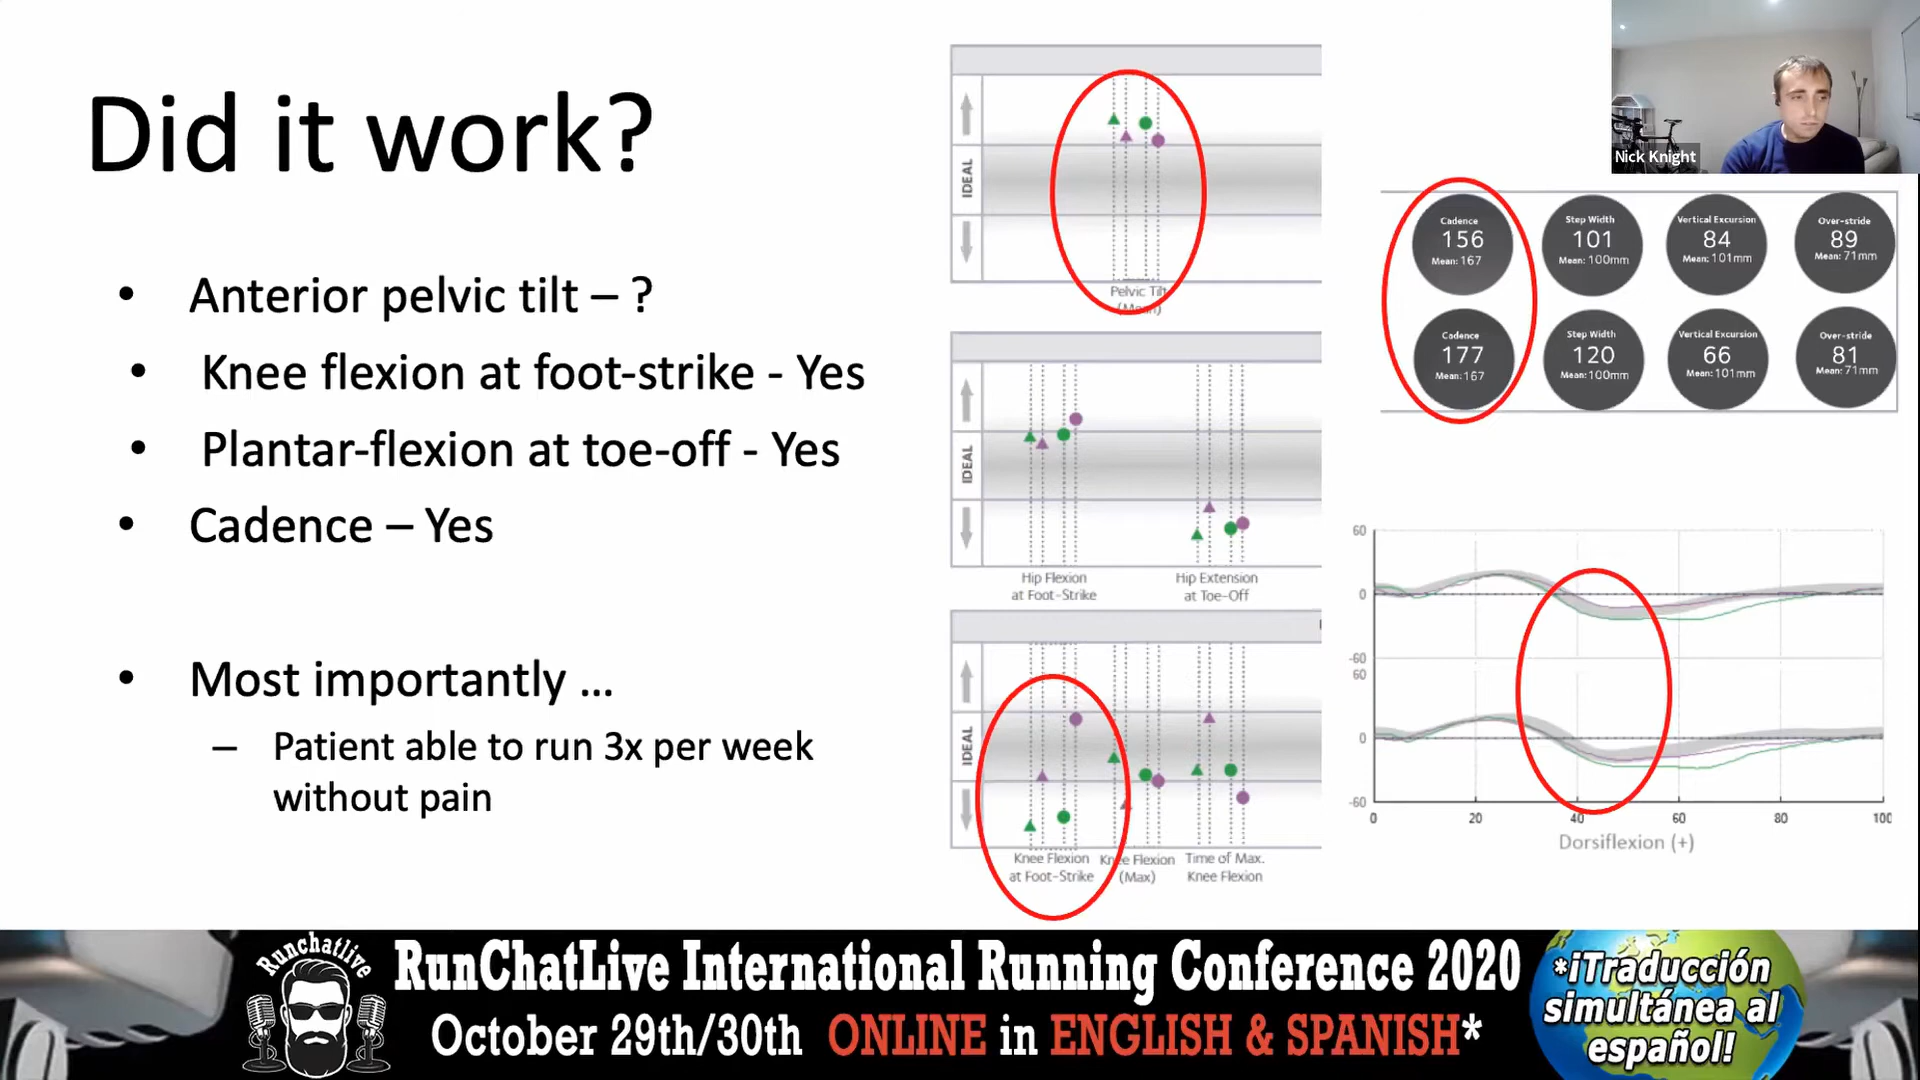 Did it work?
• Anterior pelvic tilt – ?
• Knee flexion at foot-strike - Yes
• Plantar-flexion at toe-off - Yes
• Cadence – Yes
• Most importantly ...
– Patient able to run 3x per week
without pain
IDEAL
Pelvic Tilt
(Mean)
IDEAL
Hip Flexion
at Foot-Strike
Hip Extension
at Toe-Off
IDEAL
Knee Flexion
at Foot-Strike
Knee Flexion
(Max)
Time of Max.
Knee Flexion
Nick Knight
Cadence
156
Mean: 167
Step Width
101
Mean: 100mm
Vertical Excursion
84
Mean: 101mm
Over-stride
89
Mean: 71mm
Cadence
177
Mean: 167
Step Width
120
Mean: 100mm
Vertical Excursion
66
Mean: 101mm
Over-stride
81
Mean: 71mm
60
0
-60
60
0
-60
0 20 40 60 80 100
Dorsiflexion (+)
Runchatlive
RunChatLive International Running Conference 2020
October 29th/30th ONLINE in ENGLISH & SPANISH*
*¡Traducción
simultánea al
español!